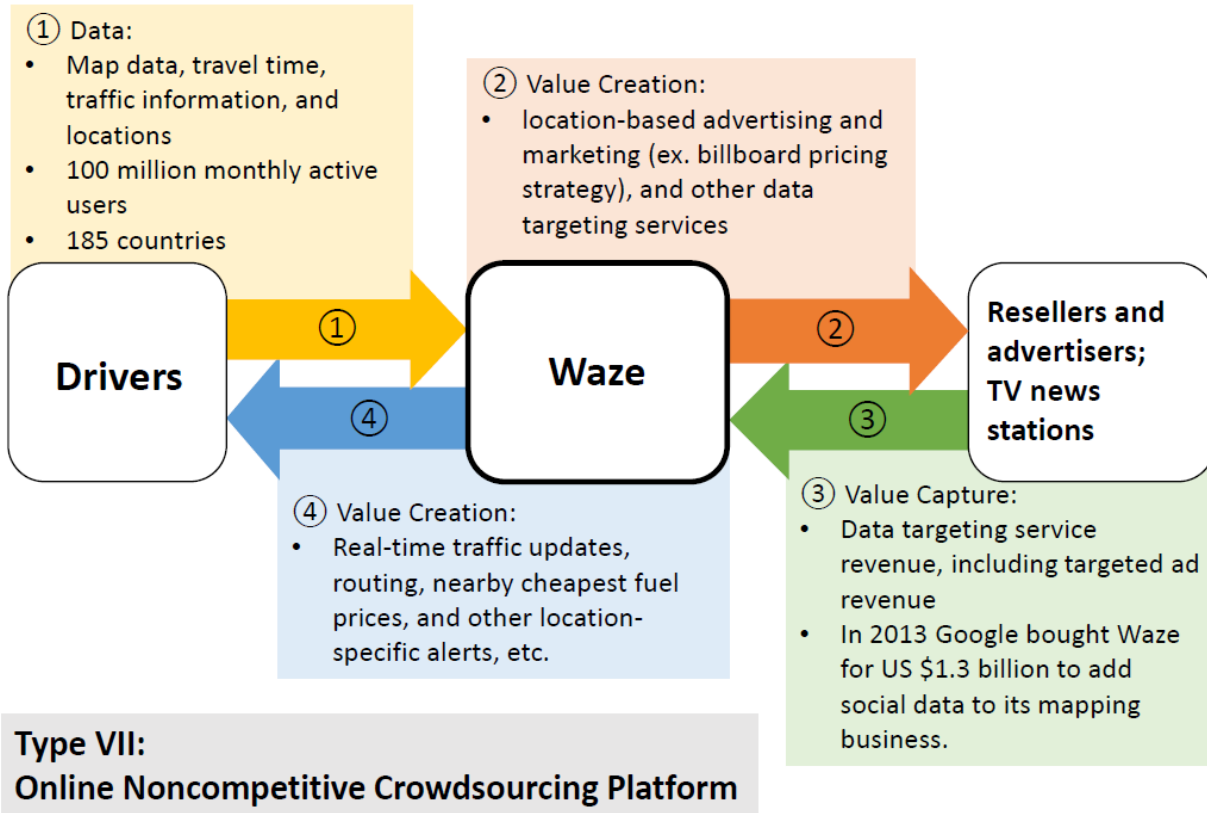 ① Data:
• Map data, travel time,
traffic information, and
locations
• 100 million monthly active
users
• 185 countries
② Value Creation:
• location-based advertising and
marketing (ex. billboard pricing
strategy), and other data
targeting services
Drivers
①
Waze
②
Resellers and
advertisers;
TV news
stations
④
③
④ Value Creation:
• Real-time traffic updates,
routing, nearby cheapest fuel
prices, and other location-
specific alerts, etc.
③ Value Capture:
• Data targeting service
revenue, including targeted ad
revenue
• In 2013 Google bought Waze
for US $1.3 billion to add
social data to its mapping
business.
Type VII:
Online Noncompetitive Crowdsourcing Platform